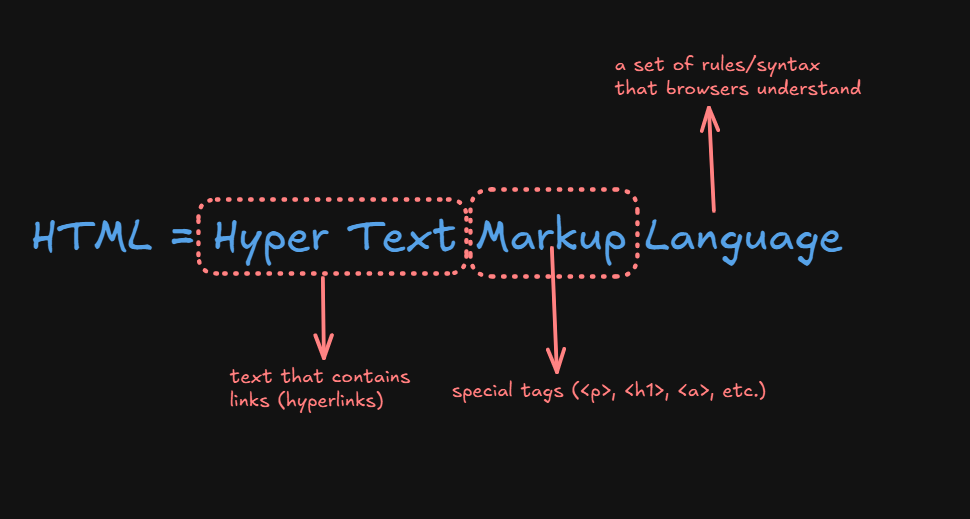 a set of rules/syntax
that browsers understand
HTML = Hyper Text Markup Language
text that contains
links (hyperlinks)
special tags (<p>, <h1>, <a>, etc.)